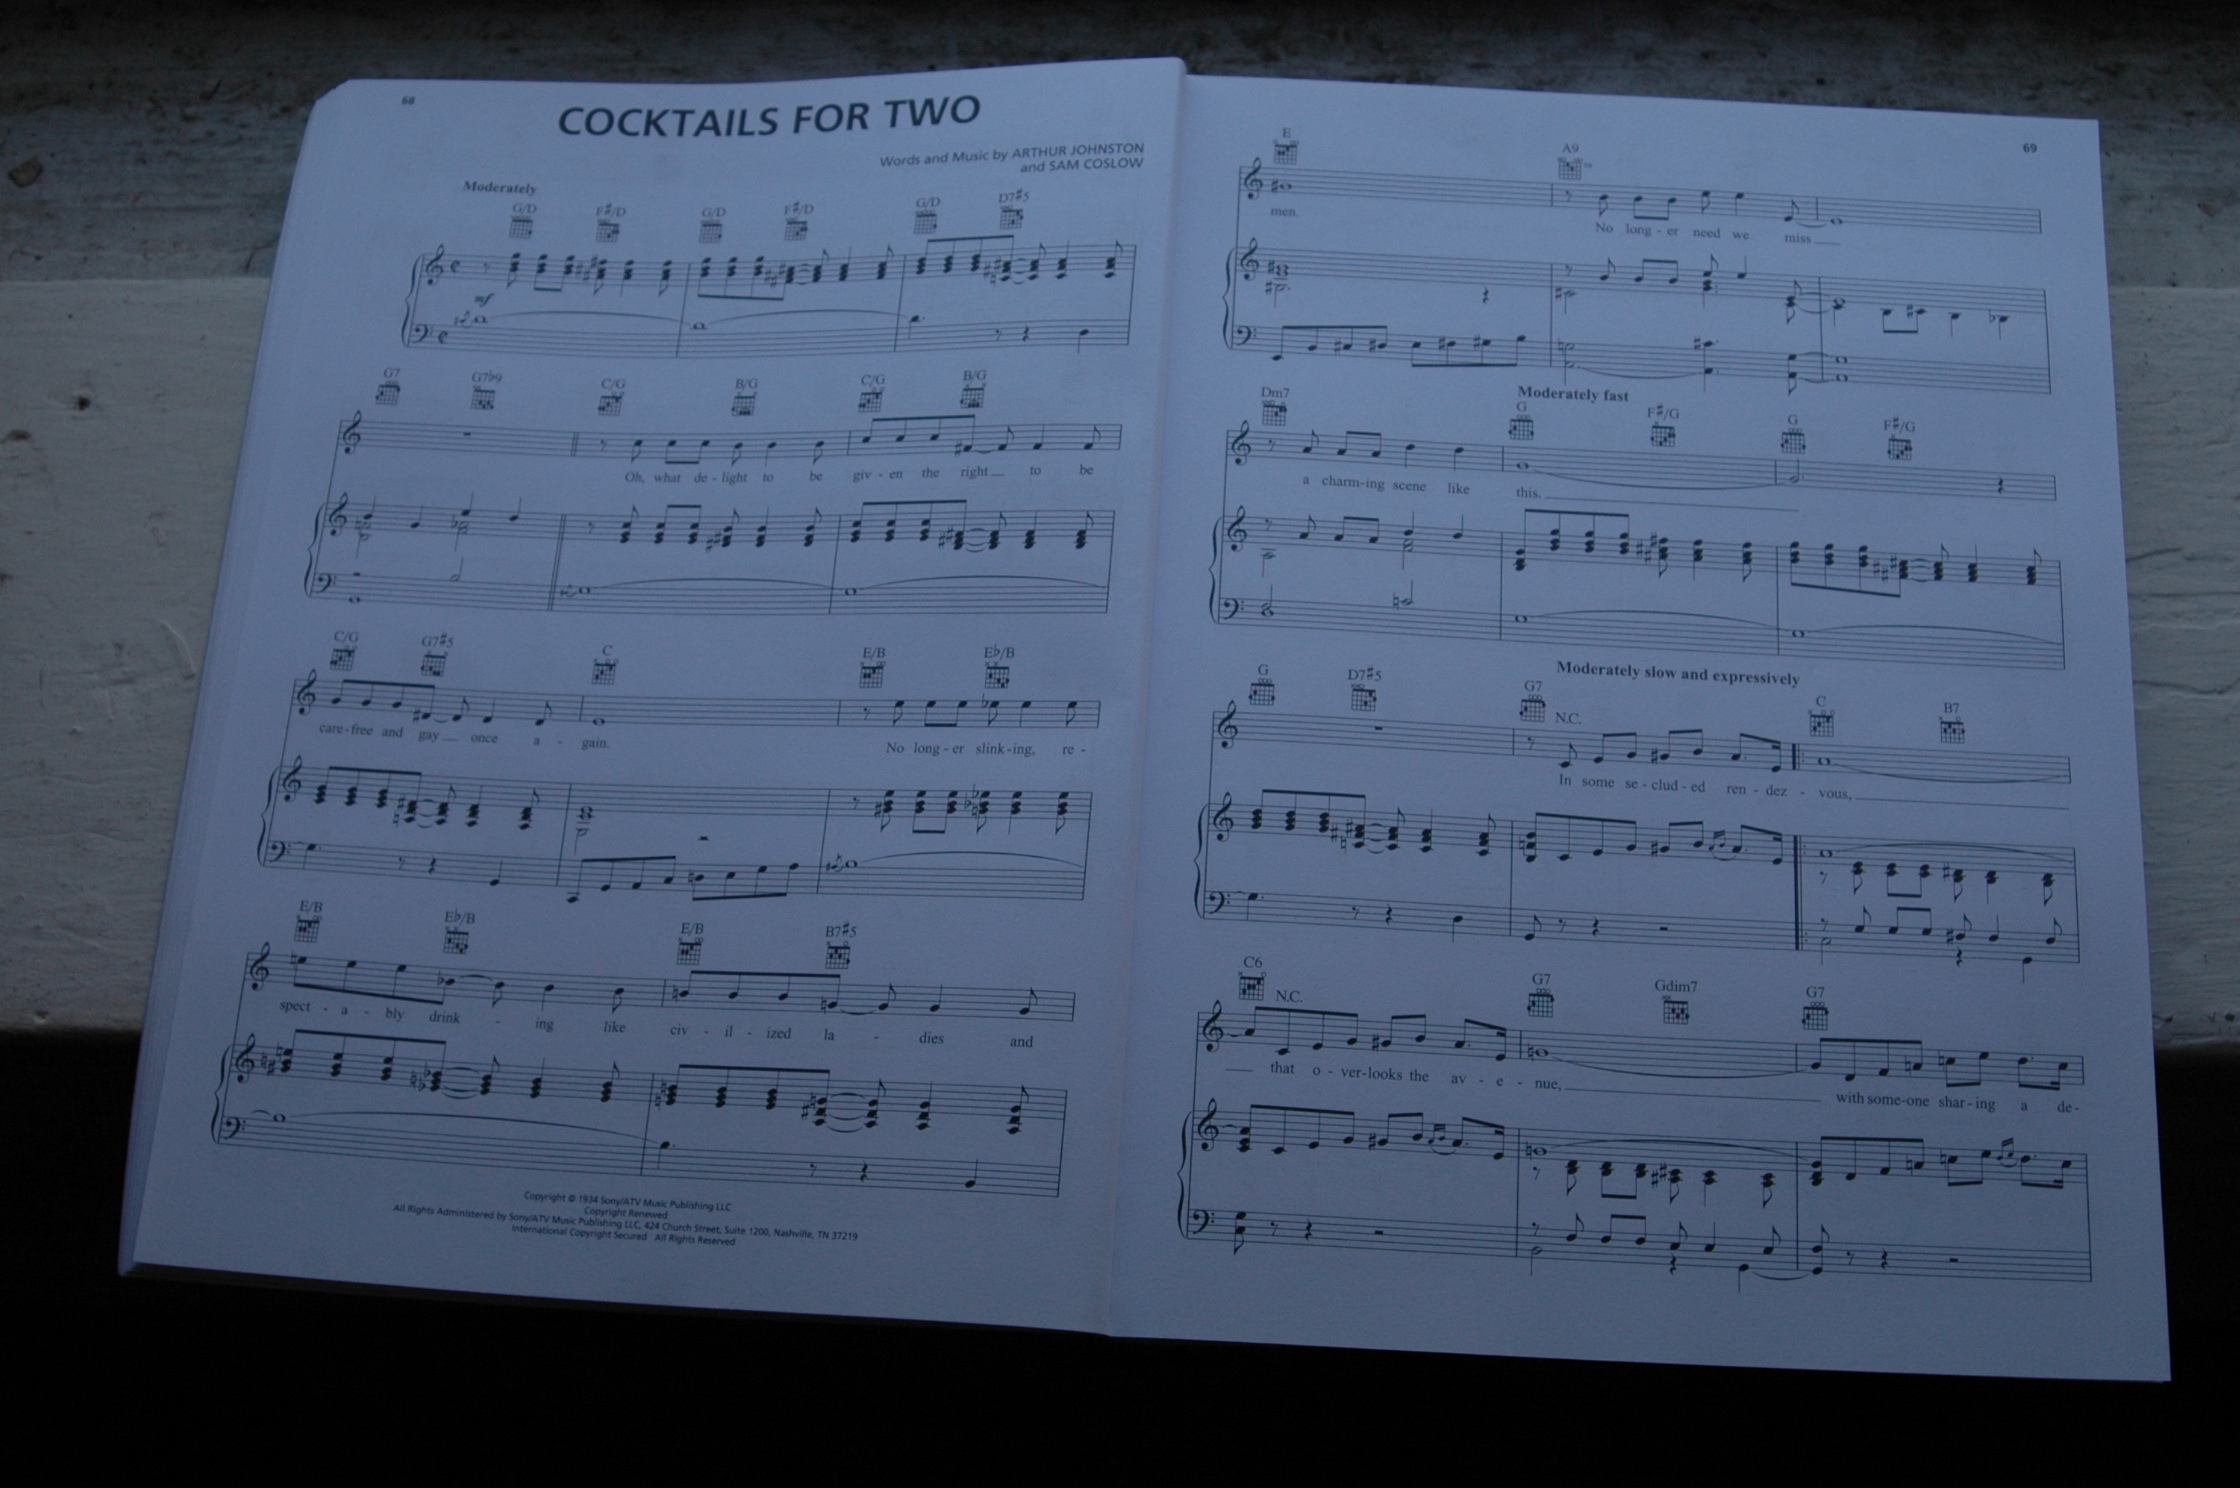 68
COCKTAILS FOR TWO
Words and Music by ARTHUR JOHNSTON
and SAM COSLOW
Moderately
G/D F#/D G/D F#/D G/D D7#5
mf
G7 G7b9 C/G B/G C/G B/G
Oh, what de - light to be giv - en the right to be
C/G G7#5 C E/B Eb/B
care - free and gay once a - gain. No long - er slink - ing, re -
E/B Eb/B E/B B7#5
spect - a - bly drink - ing like civ - il - ized la - dies and
Copyright © 1934 Sony/ATV Music Publishing LLC
Copyright Renewed
All Rights Administered by Sony/ATV Music Publishing LLC, 424 Church Street, Suite 1200, Nashville, TN 37219
International Copyright Secured All Rights Reserved
69
E A9
men. No long - er need we miss
Moderately fast
Dm7 G F#/G G F#/G
a charm - ing scene like this.
Moderately slow and expressively
G D7#5 G7 N.C. C B7
In some se - clud - ed ren - dez - vous,
C6 N.C. G7 Gdim7 G7
that o - ver - looks the av - e - nue, with some - one shar - ing a de -